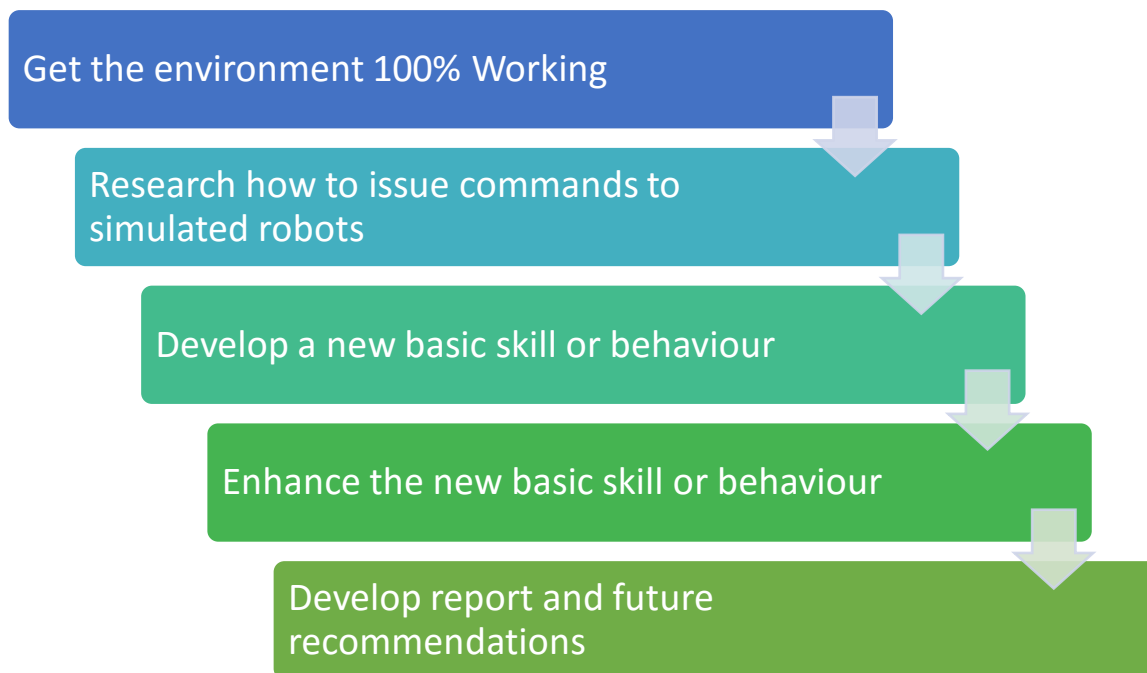 Get the environment 100% Working
Research how to issue commands to
simulated robots
Develop a new basic skill or behaviour
Enhance the new basic skill or behaviour
Develop report and future
recommendations